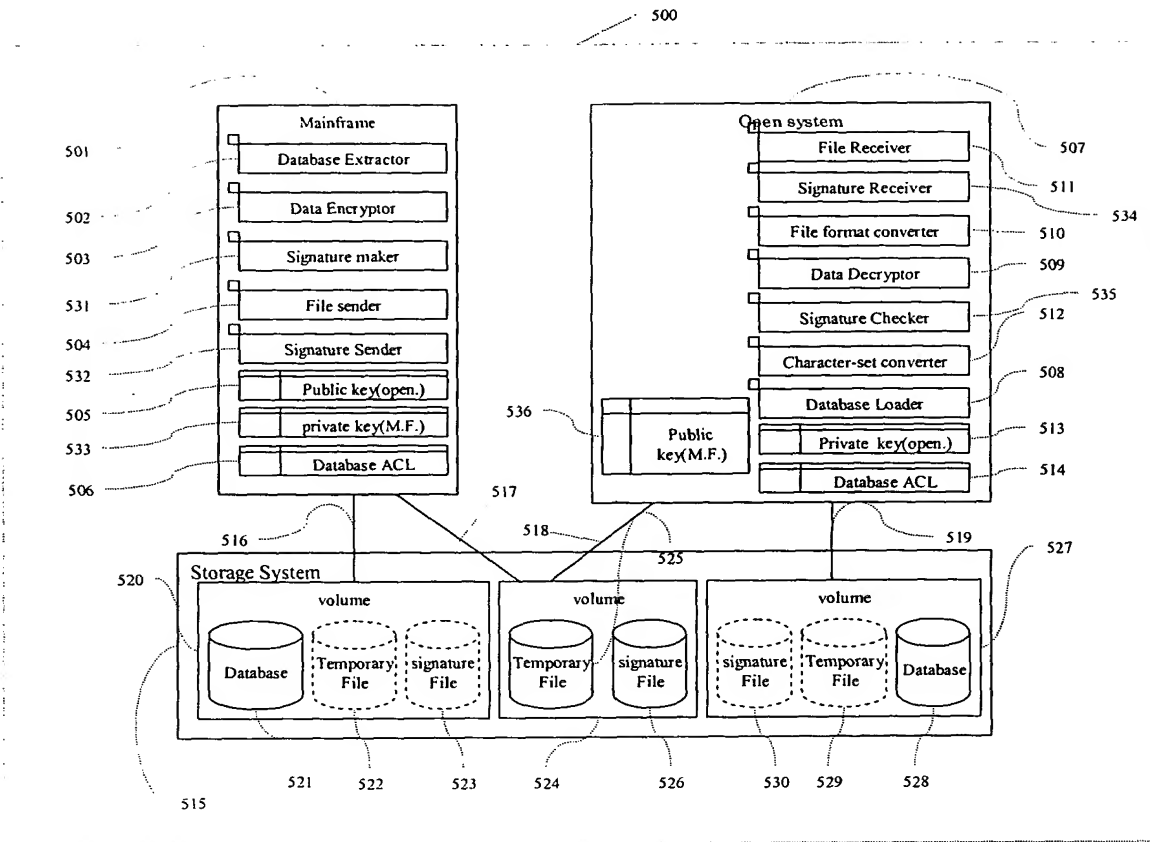 500
Mainframe
501
Database Extractor
502
Data Encryptor
503
Signature maker
531
File sender
504
Signature Sender
532
Public key(open.)
505
private key(M.F.)
533
Database ACL
506
Open system
507
File Receiver
511
Signature Receiver
534
File format converter
510
Data Decryptor
509
535
Signature Checker
512
Character-set converter
508
Database Loader
536
Public
key(M.F.)
513
Private key(open.)
514
Database ACL
516
517
518
525
519
527
520
Storage System
volume
Database
Temporary
File
signature
File
volume
Temporary
File
signature
File
volume
signature
File
Temporary
File
Database
515
521
522
523
524
526
530
529
528